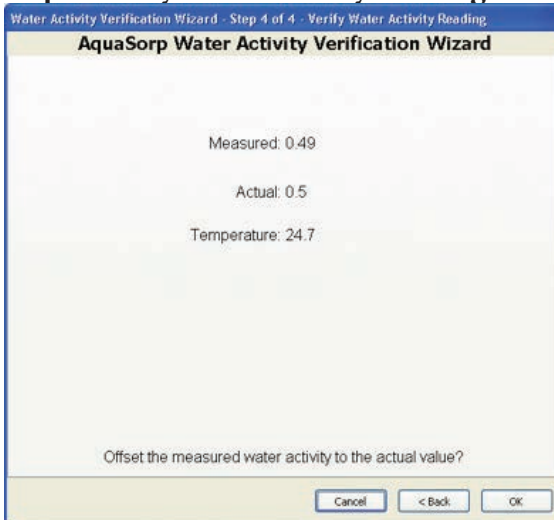 Water Activity Verification Wizard - Step 4 of 4 - Verify Water Activity Reading
AquaSorp Water Activity Verification Wizard
Measured: 0.49
Actual: 0.5
Temperature: 24.7
Offset the measured water activity to the actual value?
Cancel
< Back
OK